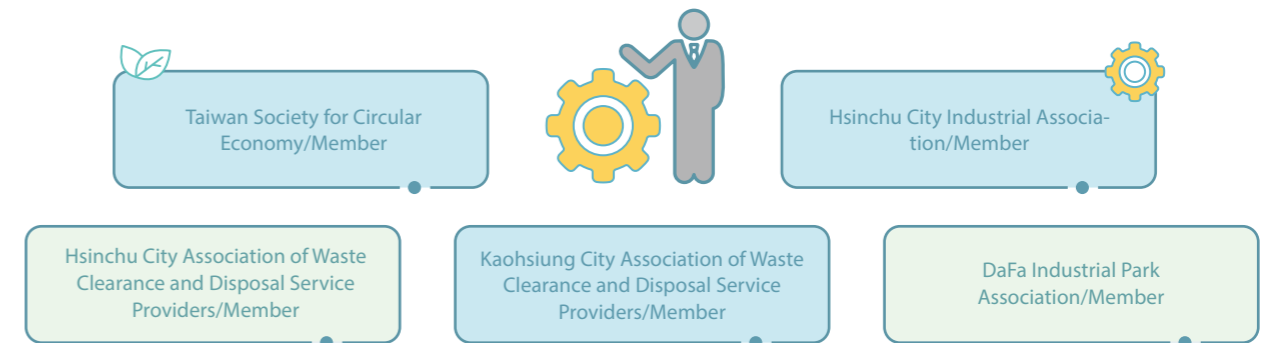 Taiwan Society for Circular
Economy/Member
Hsinchu City Industrial Associa-
tion/Member
Hsinchu City Association of Waste
Clearance and Disposal Service
Providers/Member
Kaohsiung City Association of Waste
Clearance and Disposal Service
Providers/Member
DaFa Industrial Park
Association/Member